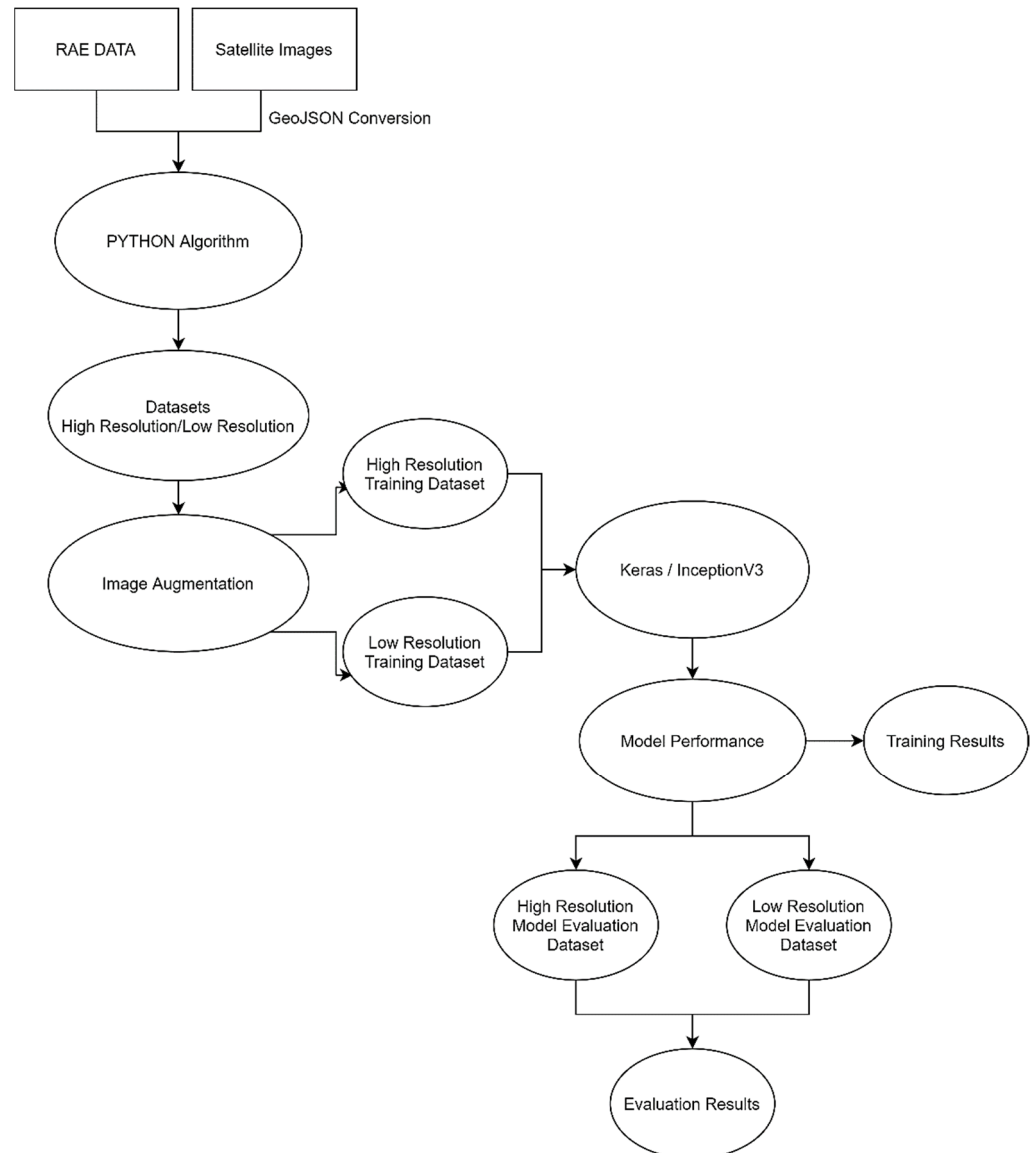 RAE DATA
Satellite Images
GeoJSON Conversion
PYTHON Algorithm
Datasets
High Resolution/Low Resolution
High Resolution
Training Dataset
Image Augmentation
Keras / InceptionV3
Low Resolution
Training Dataset
Model Performance
Training Results
High Resolution
Model Evaluation
Dataset
Low Resolution
Model Evaluation
Dataset
Evaluation Results